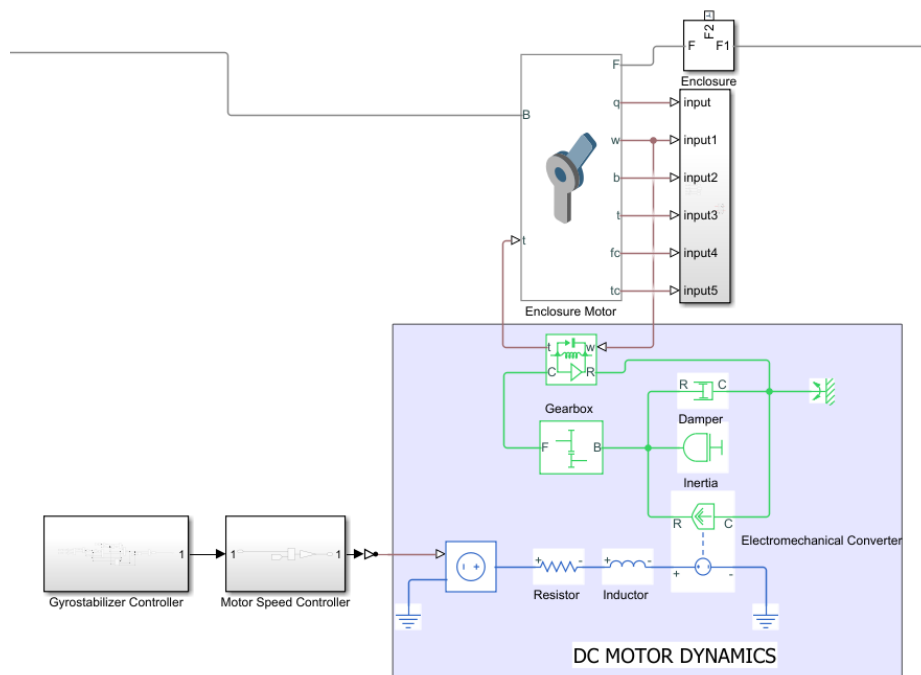 F2
F
F1
Enclosure
F
q
input
B
w
input1
b
input2
t
input3
t
fc
input4
tc
input5
Enclosure Motor
t
w
C
R
Gearbox
R
C
Damper
F
B
Inertia
R
C
Electromechanical Converter
1
1
1
+
-
+
-
+
-
Gyrostabilizer Controller
Motor Speed Controller
Resistor
Inductor
DC MOTOR DYNAMICS